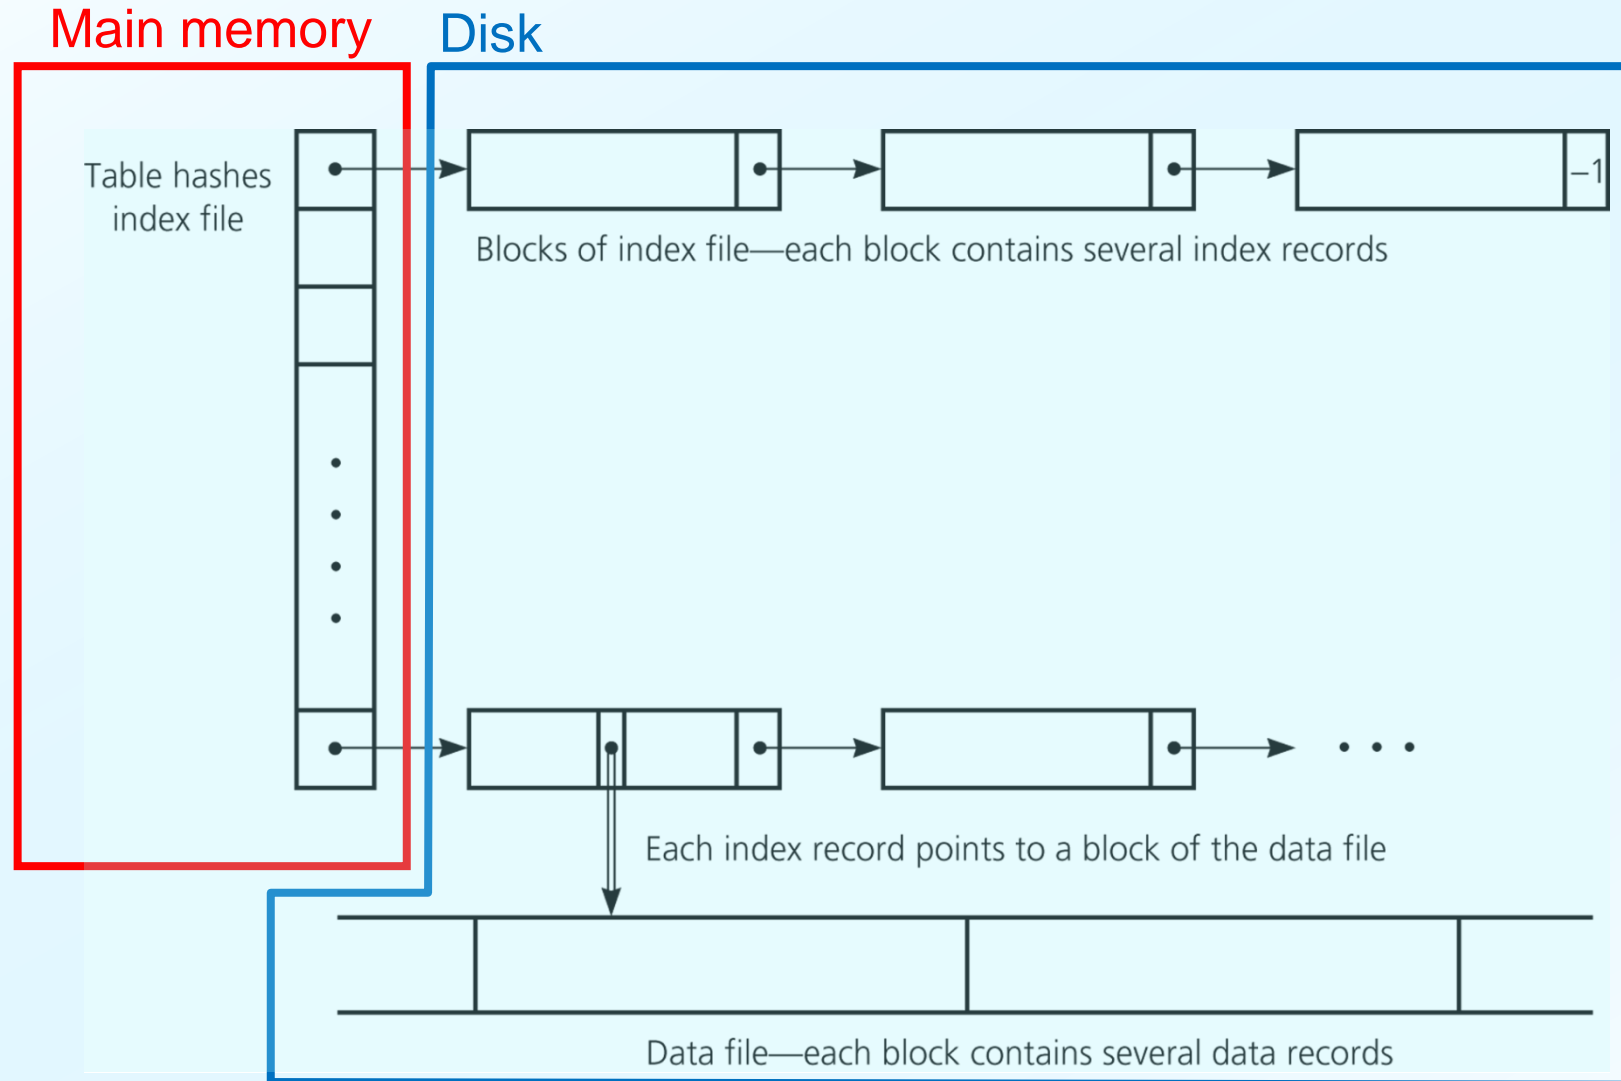 Main memory
Disk
Table hashes
index file
–1
Blocks of index file—each block contains several index records
Each index record points to a block of the data file
Data file—each block contains several data records